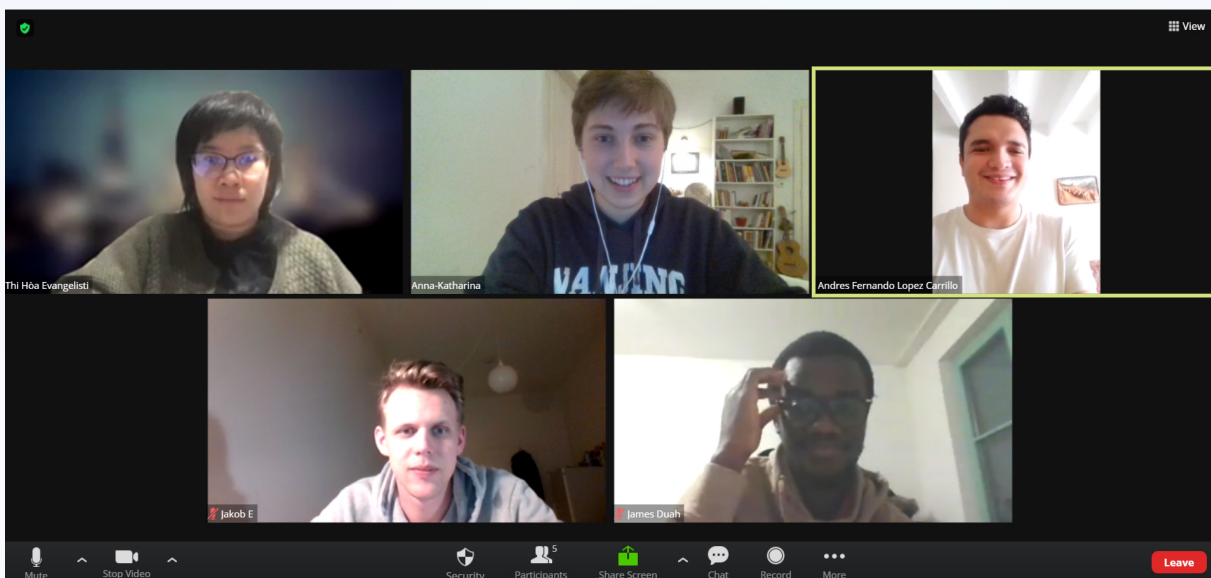 View
Thi Hòa Evangelisti
Anna-Katharina
Andres Fernando Lopez Carrillo
NANJING
Jakob E
James Duah
Mute
Stop Video
Security
Participants
5
Share Screen
Chat
Record
More
Leave